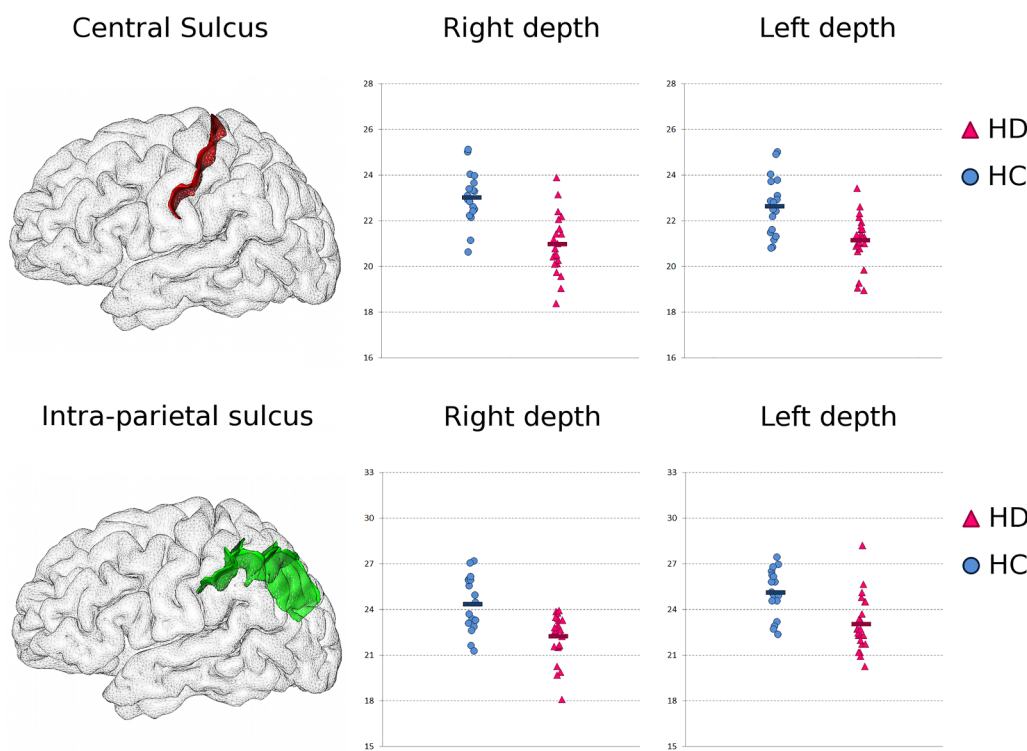 Central Sulcus
Right depth
Left depth
28
26
24
22
20
18
16
28
26
24
22
20
18
16
HD
HC
Intra-parietal sulcus
Right depth
Left depth
33
30
27
24
21
18
15
33
30
27
24
21
18
15
HD
HC